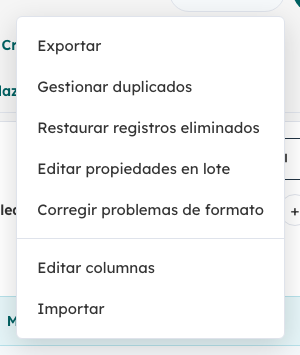 Exportar
Gestionar duplicados
Restaurar registros eliminados
Editar propiedades en lote
Corregir problemas de formato
Editar columnas
Importar